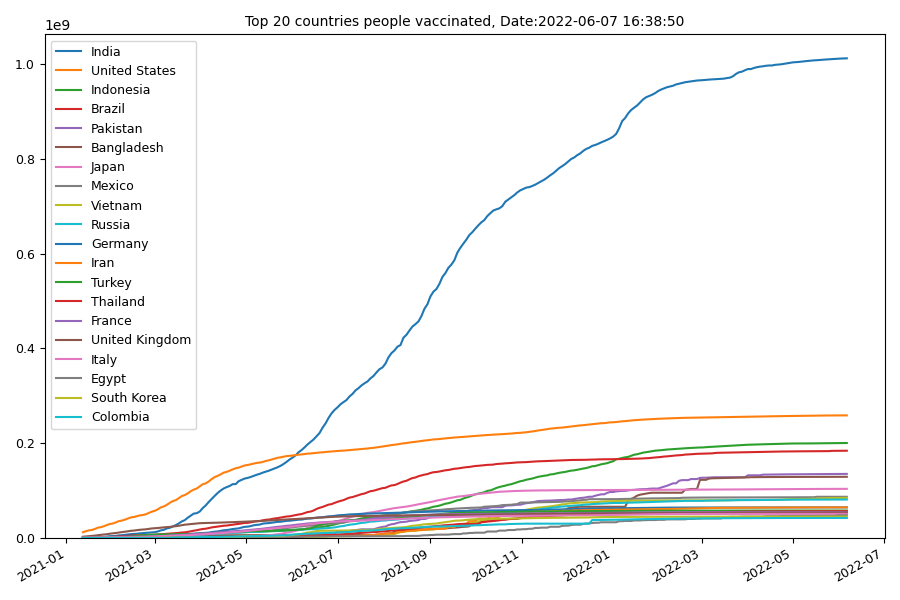 Top 20 countries people vaccinated, Date:2022-06-07 16:38:50
1e9
India
United States
Indonesia
Brazil
Pakistan
Bangladesh
Japan
Mexico
Vietnam
Russia
Germany
Iran
Turkey
Thailand
France
United Kingdom
Italy
Egypt
South Korea
Colombia
1.0
0.8
0.6
0.4
0.2
0.0
2021-01
2021-03
2021-05
2021-07
2021-09
2021-11
2022-01
2022-03
2022-05
2022-07